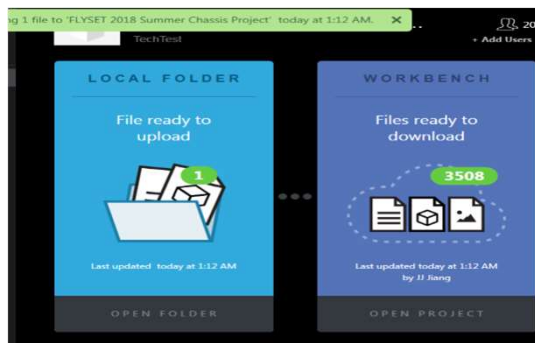 g 1 file to 'FLYSET 2018 Summer Chassis Project' today at 1:12 AM. ×
20
TechTest
+ Add Users
LOCAL FOLDER
File ready to
upload
1
Last updated today at 1:12 AM
OPEN FOLDER
WORKBENCH
Files ready to
download
3508
Last updated today at 1:12 AM
by JJ Jiang
OPEN PROJECT